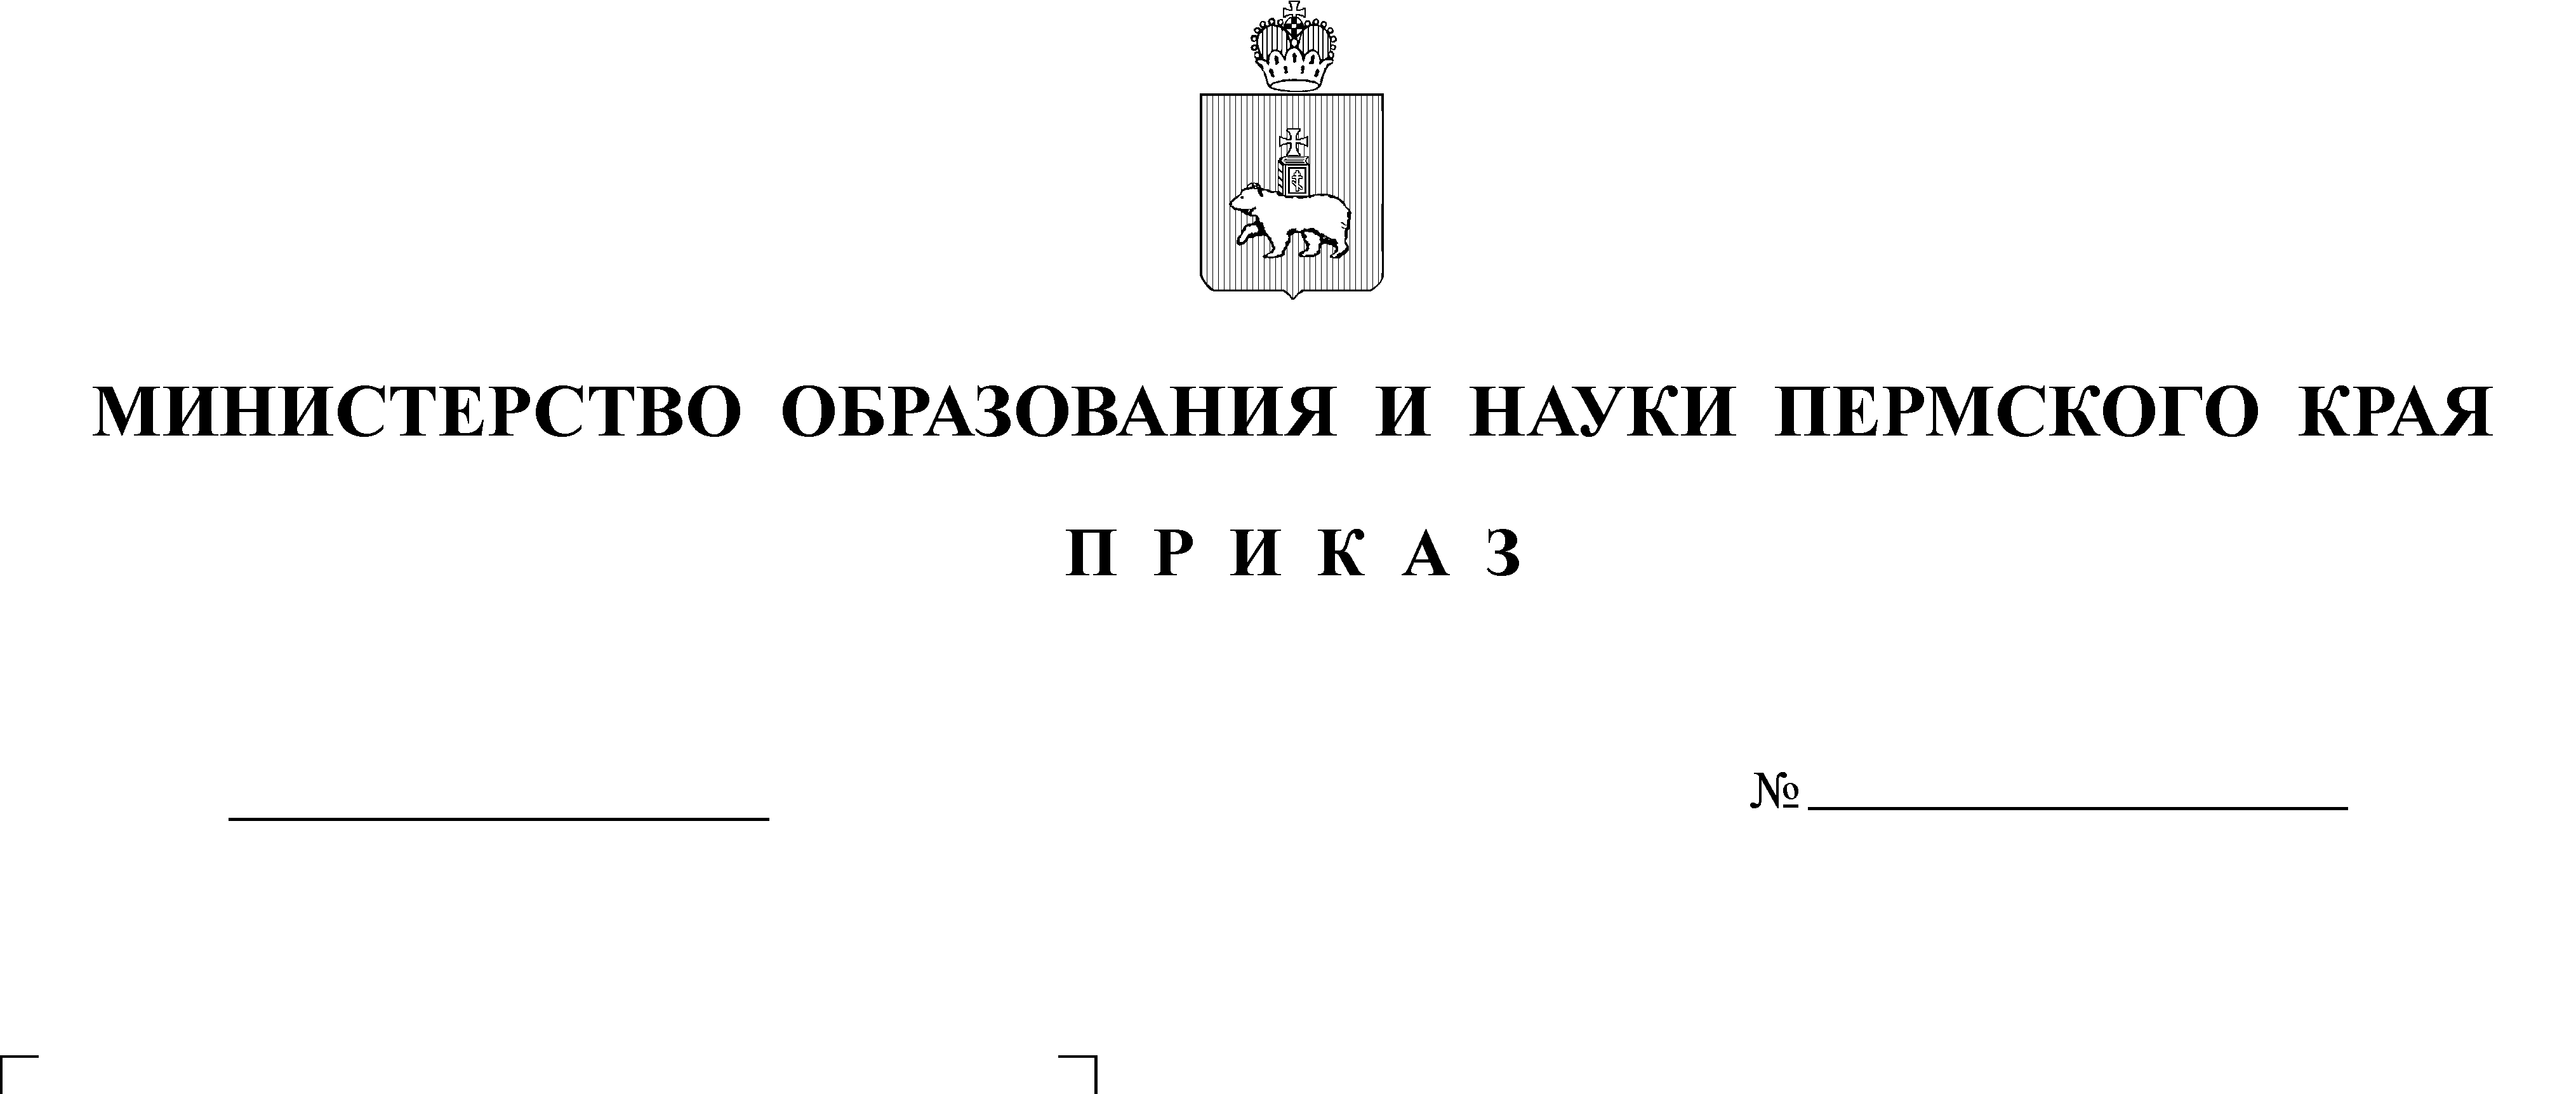 МИНИСТЕРСТВО ОБРАЗОВАНИЯ И НАУКИ ПЕРМСКОГО КРАЯ
П Р И К А З
№